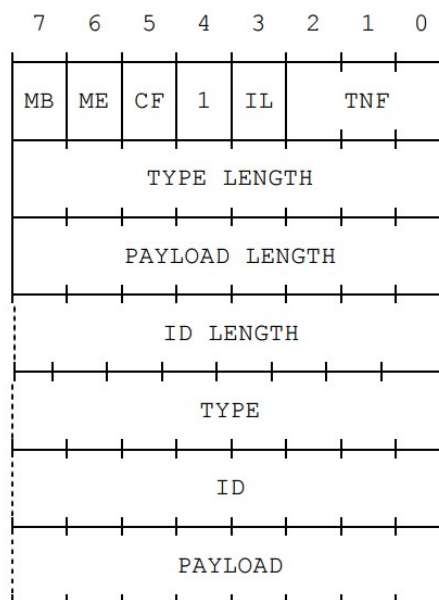 7 6 5 4 3 2 1 0
MB ME CF 1 IL TNF
TYPE LENGTH
PAYLOAD LENGTH
ID LENGTH
TYPE
ID
PAYLOAD